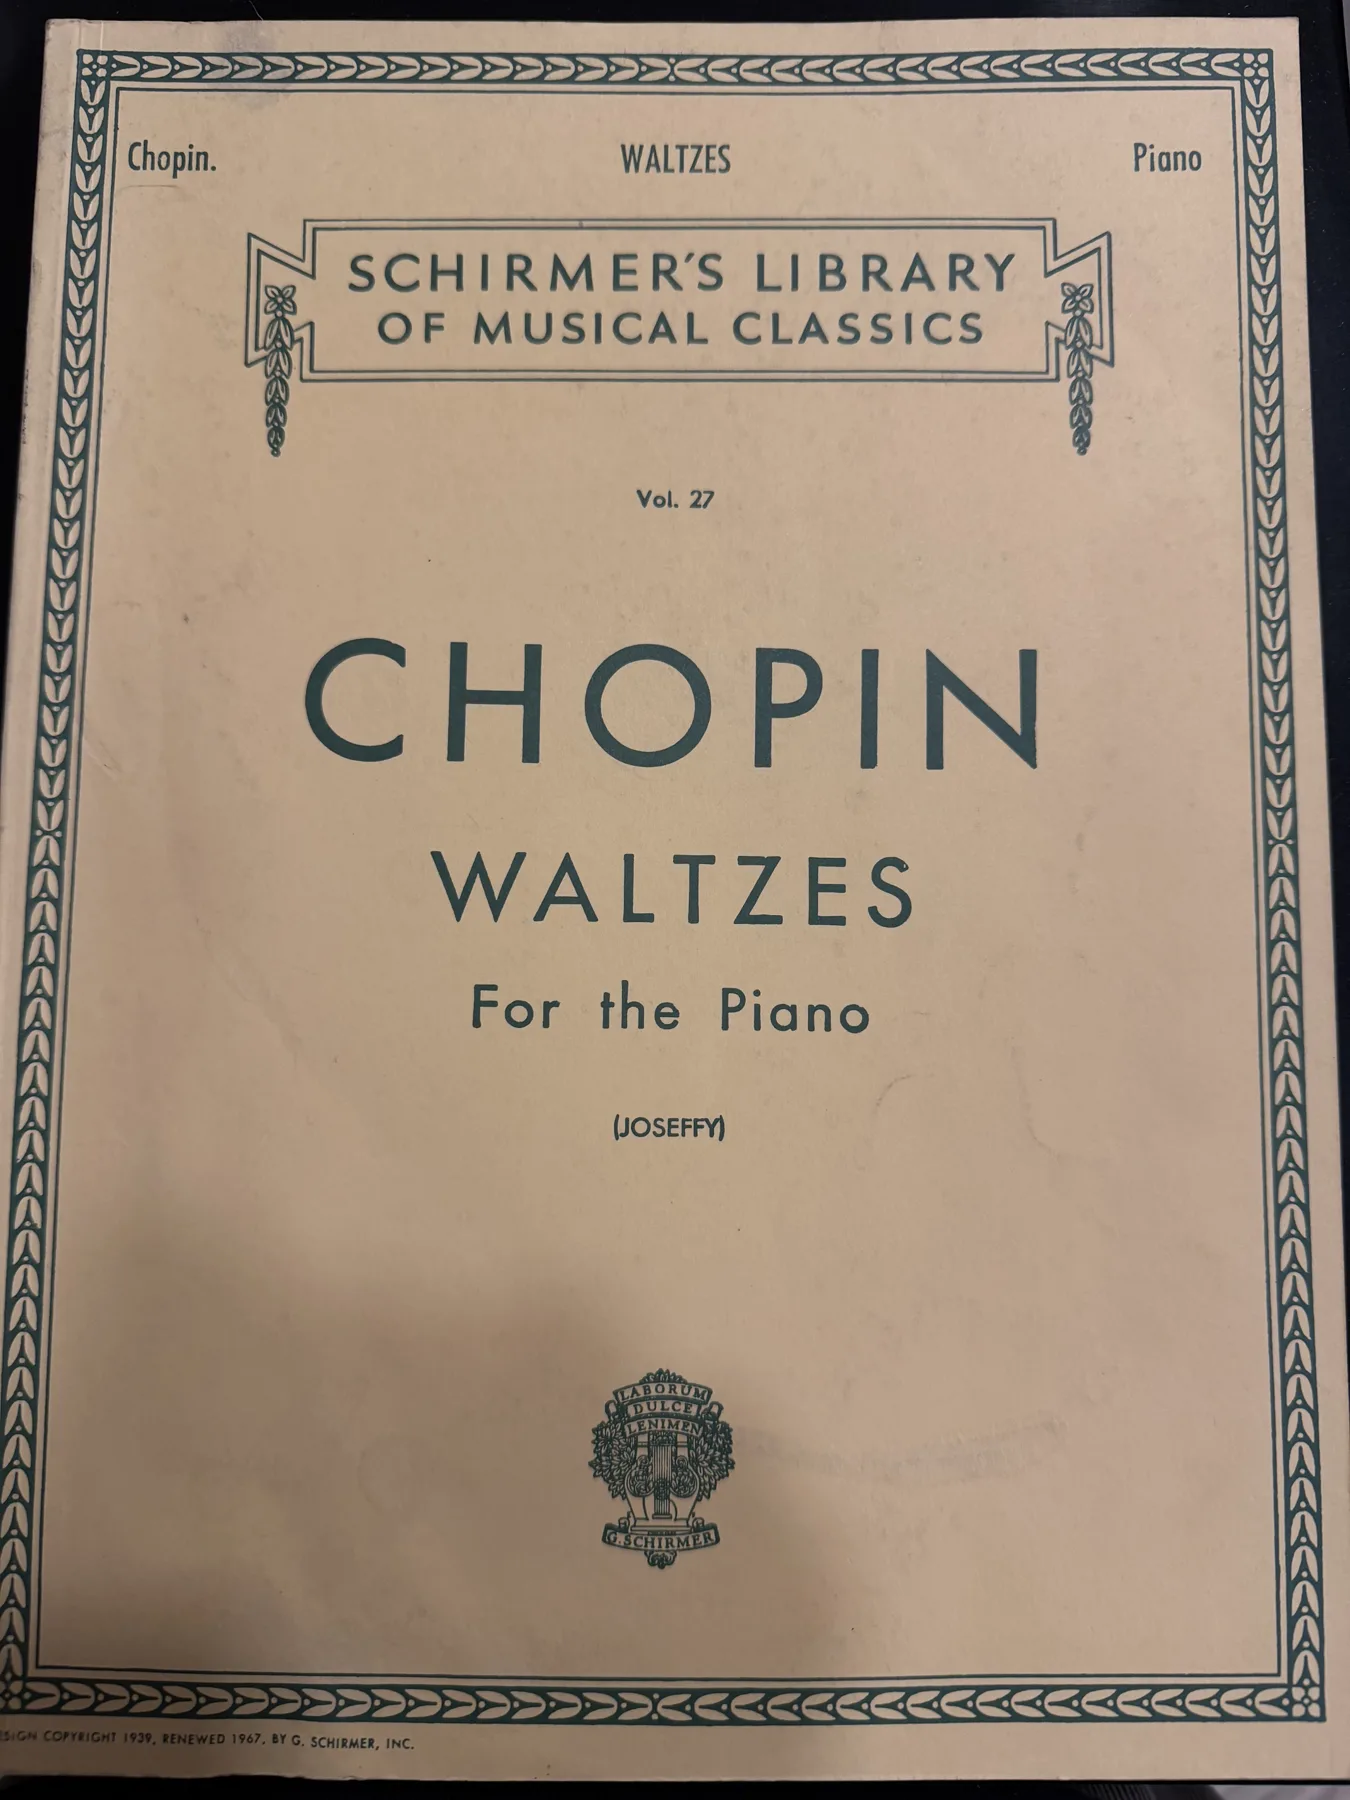 Chopin. WALTZES Piano
SCHIRMER'S LIBRARY
OF MUSICAL CLASSICS
Vol. 27
CHOPIN
WALTZES
For the Piano
(JOSEFFY)
LABORUM
DULCE
LENIMEN
G. SCHIRMER
COPYRIGHT 1939, RENEWED 1967, BY G. SCHIRMER, INC.